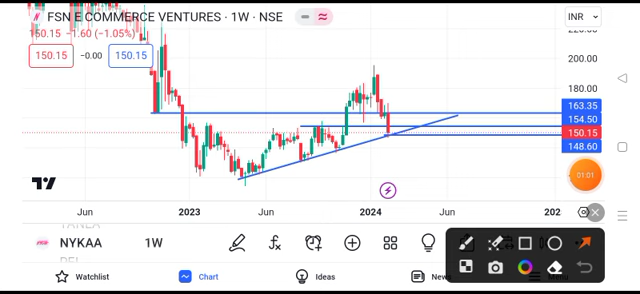 FSN E COMMERCE VENTURES · 1W · NSE
INR
150.15 −1.60 (−1.05%)
150.15 −0.00 150.15
200.00
180.00
163.35
154.50
150.15
148.60
01:01
Jun 2023 Jun 2024 Jun 202
NYKAA 1W
Watchlist Chart Ideas News